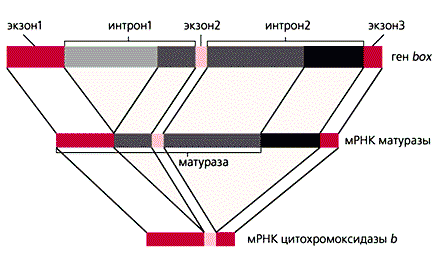 экзон1 интрон1 экзон2 интрон2 экзон3
ген box
мРНК матуразы
матураза
мРНК цитохромоксидазы b